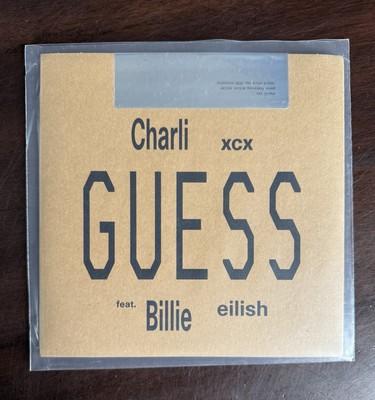 Charli xcx
GUESS
feat. Billie eilish